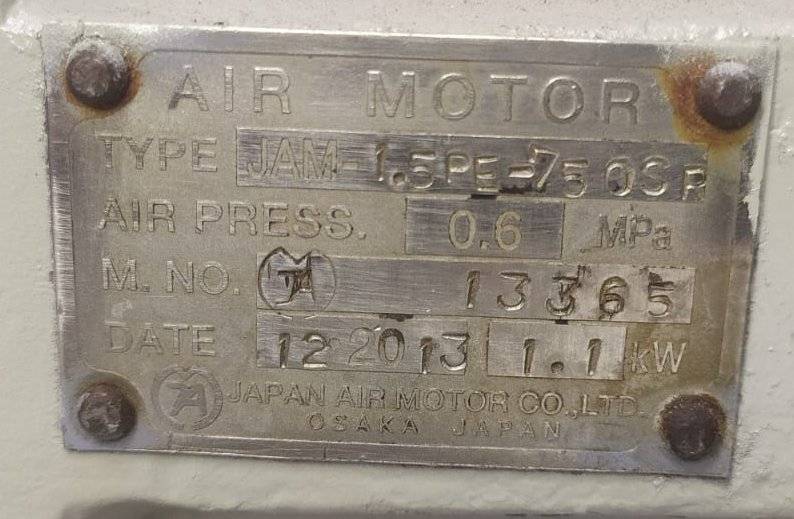 AIR MOTOR
TYPE JAM-1.5PE-750SR
AIR PRESS. 0.6 MPa
M. NO. 13365
DATE 12·2013 1.1 kW
JAPAN AIR MOTOR CO.,LTD.
OSAKA JAPAN